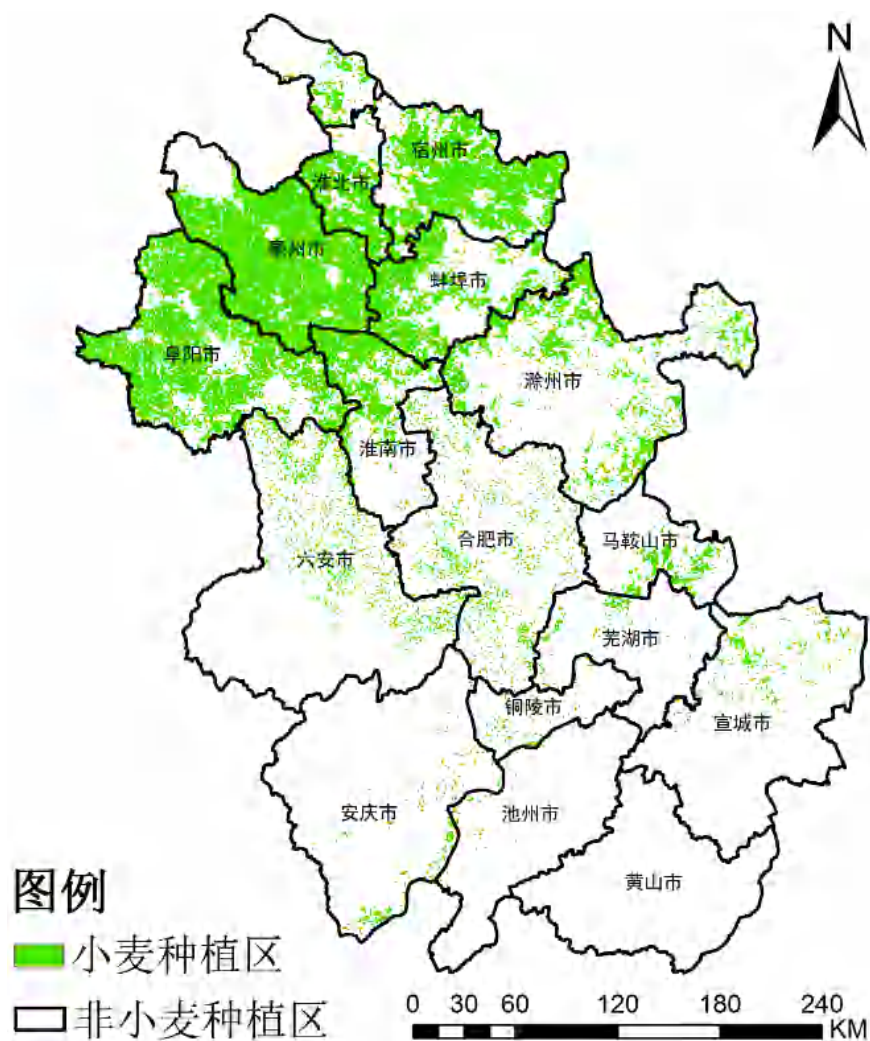 N
宿州市
淮北市
亳州市
蚌埠市
阜阳市
滁州市
淮南市
合肥市
马鞍山市
六安市
芜湖市
铜陵市
宣城市
安庆市
池州市
黄山市
图例
小麦种植区
非小麦种植区
0 30 60 120 180 240
KM